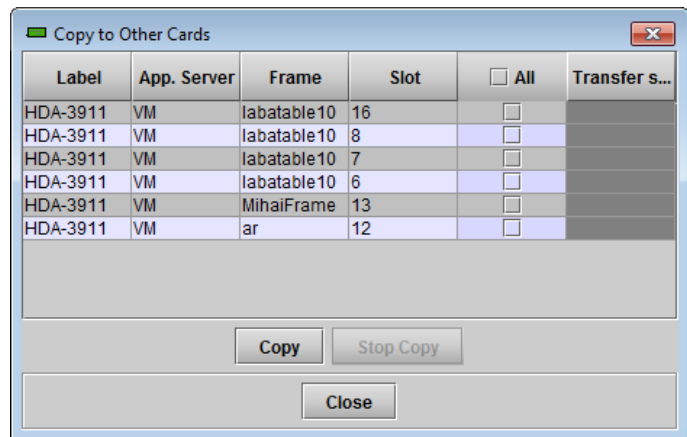 Copy to Other Cards
Label App. Server Frame Slot All Transfer s...
HDA-3911 VM labatable10 16
HDA-3911 VM labatable10 8
HDA-3911 VM labatable10 7
HDA-3911 VM labatable10 6
HDA-3911 VM MihaiFrame 13
HDA-3911 VM ar 12
Copy Stop Copy
Close